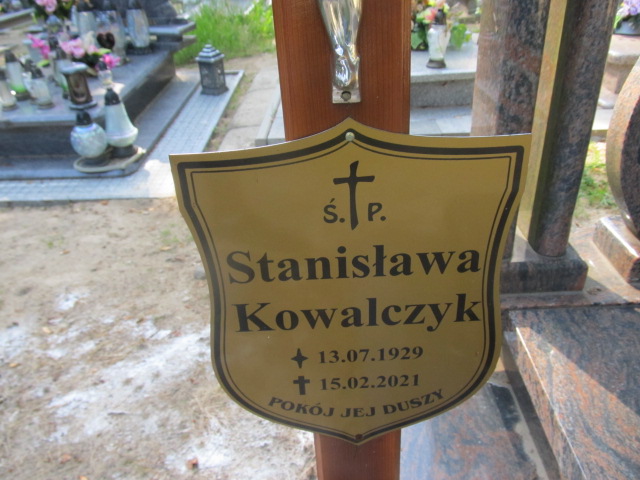 Ś. P.
Stanisława
Kowalczyk
13.07.1929
15.02.2021
POKÓJ JEJ DUSZY